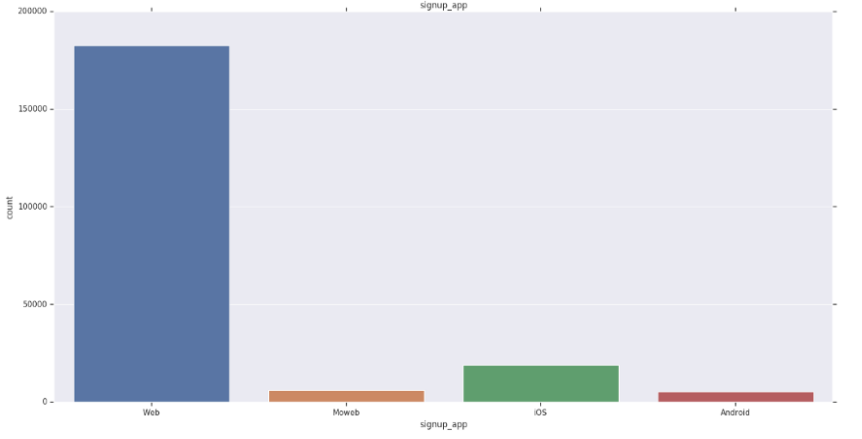 signup_app
200000
150000
100000
50000
0
count
Web Moweb iOS Android
signup_app